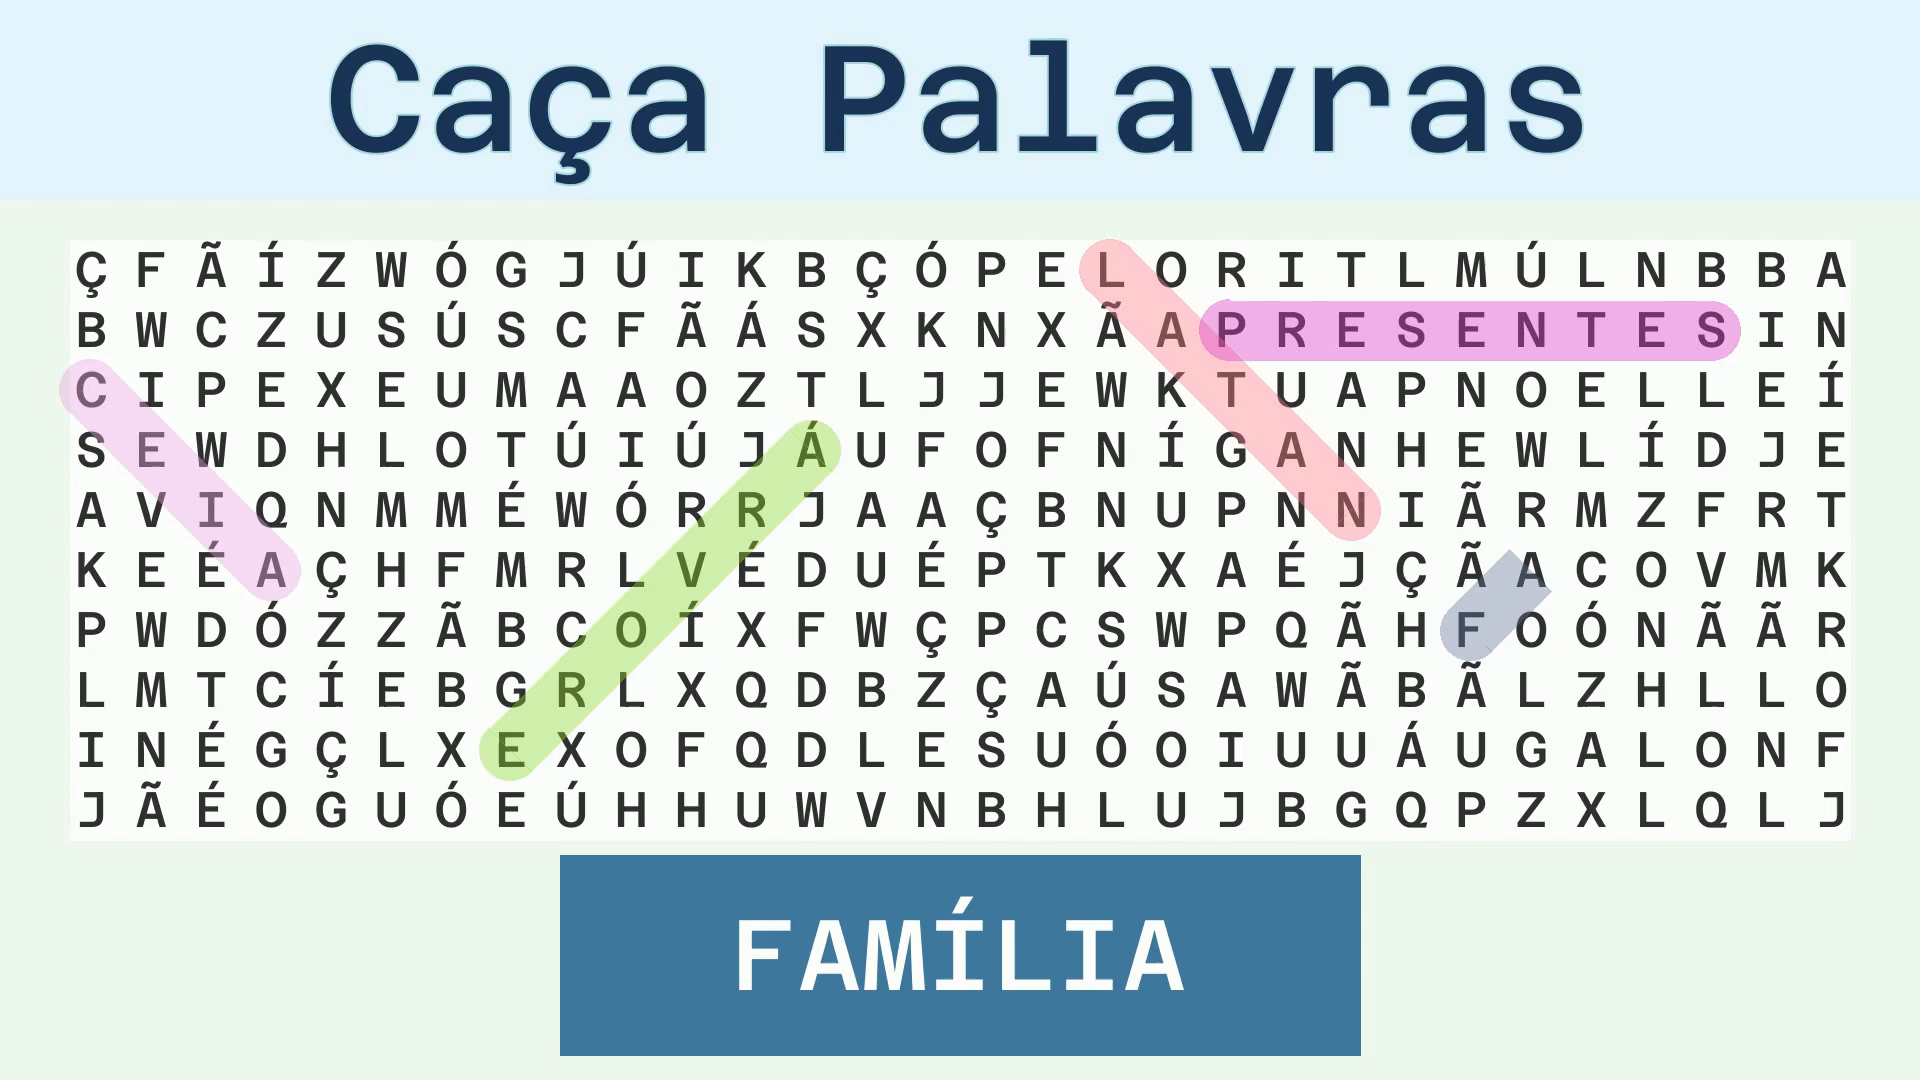 Caça Palavras
Ç F Ã Í Z W Ó G J Ú I K B Ç Ó P E L O R I T L M Ú L N B B A
B W C Z U S Ú S C F Ã Á S X K N X Ã A P R E S E N T E S I N
C I P E X E U M A A O Z T L J J E W K T U A P N O E L L E Í
S E W D H L O T Ú I Ú J Á U F O F N Í G A N H E W L Í D J E
A V I Q N M M É W Ó R R J A A Ç B N U P N N I Ã R M Z F R T
K E É A Ç H F M R L V É D U É P T K X A É J Ç Ã A C O V M K
P W D Ó Z Z Ã B C O Í X F W Ç P C S W P Q Ã H F O Ó N Ã Ã R
L M T C Í E B G R L X Q D B Z Ç A Ú S A W Ã B Ã L Z H L L O
I N É G Ç L X E X O F Q D L E S U Ó O I U U Á U G A L O N F
J Ã É O G U Ó E Ú H H U W V N B H L U J B G Q P Z X L Q L J
FAMÍLIA